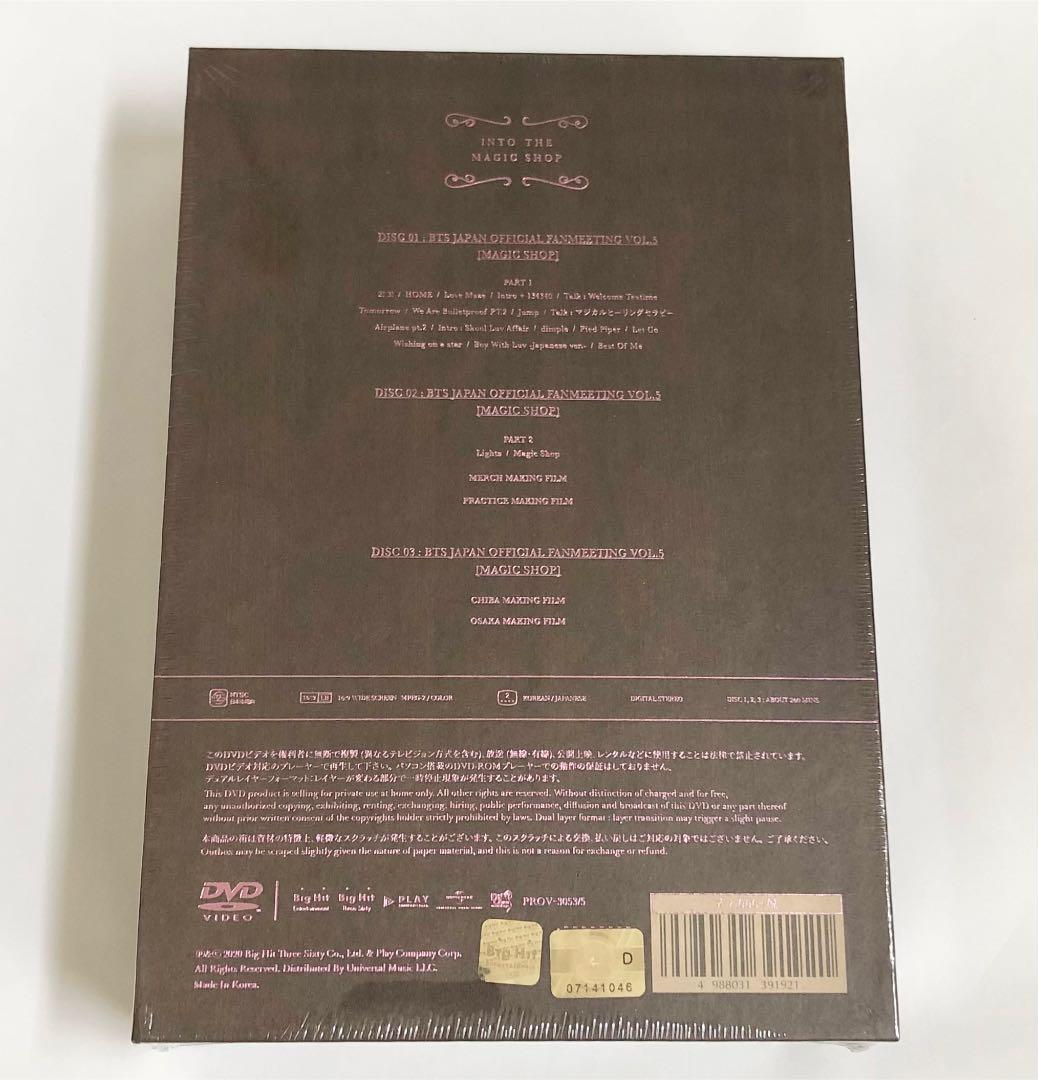 INTO THE
MAGIC SHOP
DISC 01 : BTS JAPAN OFFICIAL FANMEETING VOL.5
[MAGIC SHOP]
PART 1
/ HOME / Love Maze / Intro + 134340 / Talk : Welcome Teatime
Tomorrow / We Are Bulletproof PT.2 / Jump / Talk : マジカルヒーリングセラピー
Airplane pt.2 / Intro : Skool Luv Affair / dimple / Pied Piper / Let Go
Wishing on a star / Boy With Luv -Japanese ver.- / Best Of Me
DISC 02 : BTS JAPAN OFFICIAL FANMEETING VOL.5
[MAGIC SHOP]
PART 2
Lights / Magic Shop
MERCH MAKING FILM
PRACTICE MAKING FILM
DISC 03 : BTS JAPAN OFFICIAL FANMEETING VOL.5
[MAGIC SHOP]
CHIBA MAKING FILM
OSAKA MAKING FILM
2 NTSC 日本市場向 16:9 LB 16:9 WIDE SCREEN MPEG-2 / COLOR 2 KOREAN / JAPANESE DIGITAL STEREO DISC 1, 2, 3 : ABOUT 260 MINS
このDVDビデオを権利者に無断で複製(異なるテレビジョン方式を含む)、放送(無線・有線)、公開上映、レンタルなどに使用することは法律で禁止されています。
DVDビデオ対応のプレーヤーで再生して下さい。パソコン搭載のDVD-ROMプレーヤーでの動作の保証はしておりません。
デュアルレイヤーフォーマット:レイヤーが変わる部分で一時停止現象が発生することがあります。
This DVD product is selling for private use at home only. All other rights are reserved. Without distinction of charged and for free,
any unauthorized copying, exhibiting, renting, exchanging, hiring, public performance, diffusion and broadcast of this DVD or any part thereof
without prior written consent of the copyrights holder strictly prohibited by laws. Dual layer format : layer transition may trigger a slight pause.
本商品の函は資材の特徴上、軽微なスクラッチが発生することがございます。このスクラッチによる交換、払い戻しはご対応の対象ではございません。ご了承ください。
Outbox may be scraped slightly given the nature of paper material, and this is not a reason for exchange or refund.
DVD VIDEO Big Hit Entertainment Big Hit Three Sixty PLAY PROV-3053/5
BIG HIT
D
07141046
4 988031 391921
℗&© 2020 Big Hit Three Sixty Co., Ltd. & Play Company Corp.
All Rights Reserved. Distributed By Universal Music LLC.
Made In Korea.